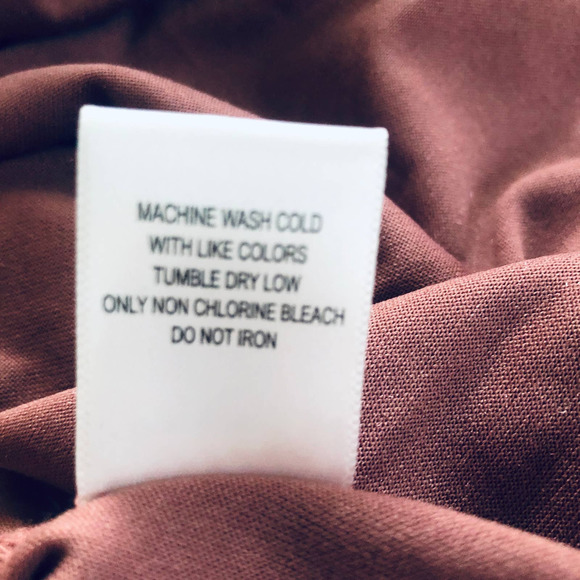 MACHINE WASH COLD
WITH LIKE COLORS
TUMBLE DRY LOW
ONLY NON CHLORINE BLEACH
DO NOT IRON